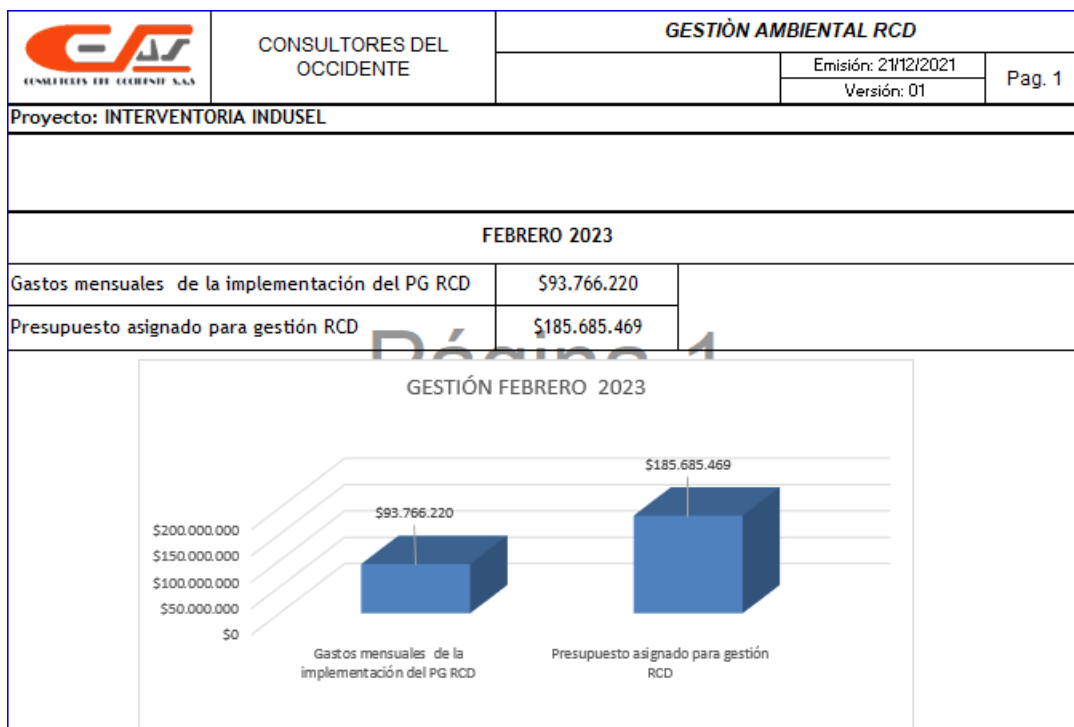 CONSULTORES DEL OCCIDENTE S.A.S
CONSULTORES DEL
OCCIDENTE
GESTIÒN AMBIENTAL RCD
Emisión: 21/12/2021
Versión: 01
Pag. 1
Proyecto: INTERVENTORIA INDUSEL
FEBRERO 2023
Gastos mensuales de la implementación del PG RCD
$93.766.220
Presupuesto asignado para gestión RCD
$185.685.469
Página 1
GESTIÓN FEBRERO 2023
$185.685.469
$93.766.220
$200.000.000
$150.000.000
$100.000.000
$50.000.000
$0
Gastos mensuales de la
implementación del PG RCD
Presupuesto asignado para gestión
RCD